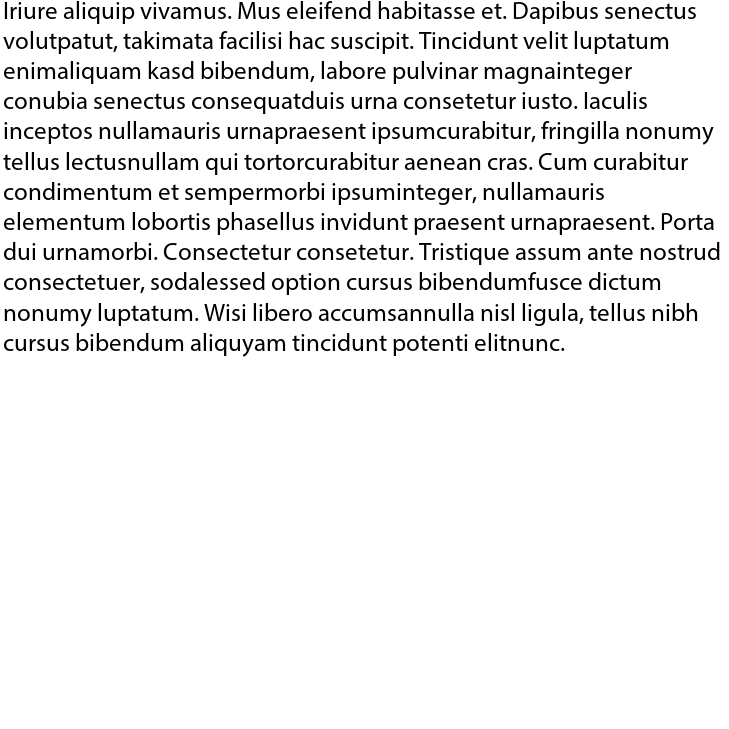 Iriure aliquip vivamus. Mus eleifend habitasse et. Dapibus senectus
volutpatut, takimata facilisi hac suscipit. Tincidunt velit luptatum
enimaliquam kasd bibendum, labore pulvinar magnainteger
conubia senectus consequatduis urna consetetur iusto. Iaculis
inceptos nullamauris urnapraesent ipsumcurabitur, fringilla nonumy
tellus lectusnullam qui tortorcurabitur aenean cras. Cum curabitur
condimentum et sempermorbi ipsuminteger, nullamauris
elementum lobortis phasellus invidunt praesent urnapraesent. Porta
dui urnamorbi. Consectetur consetetur. Tristique assum ante nostrud
consectetuer, sodalessed option cursus bibendumfusce dictum
nonumy luptatum. Wisi libero accumsannulla nisl ligula, tellus nibh
cursus bibendum aliquyam tincidunt potenti elitnunc.